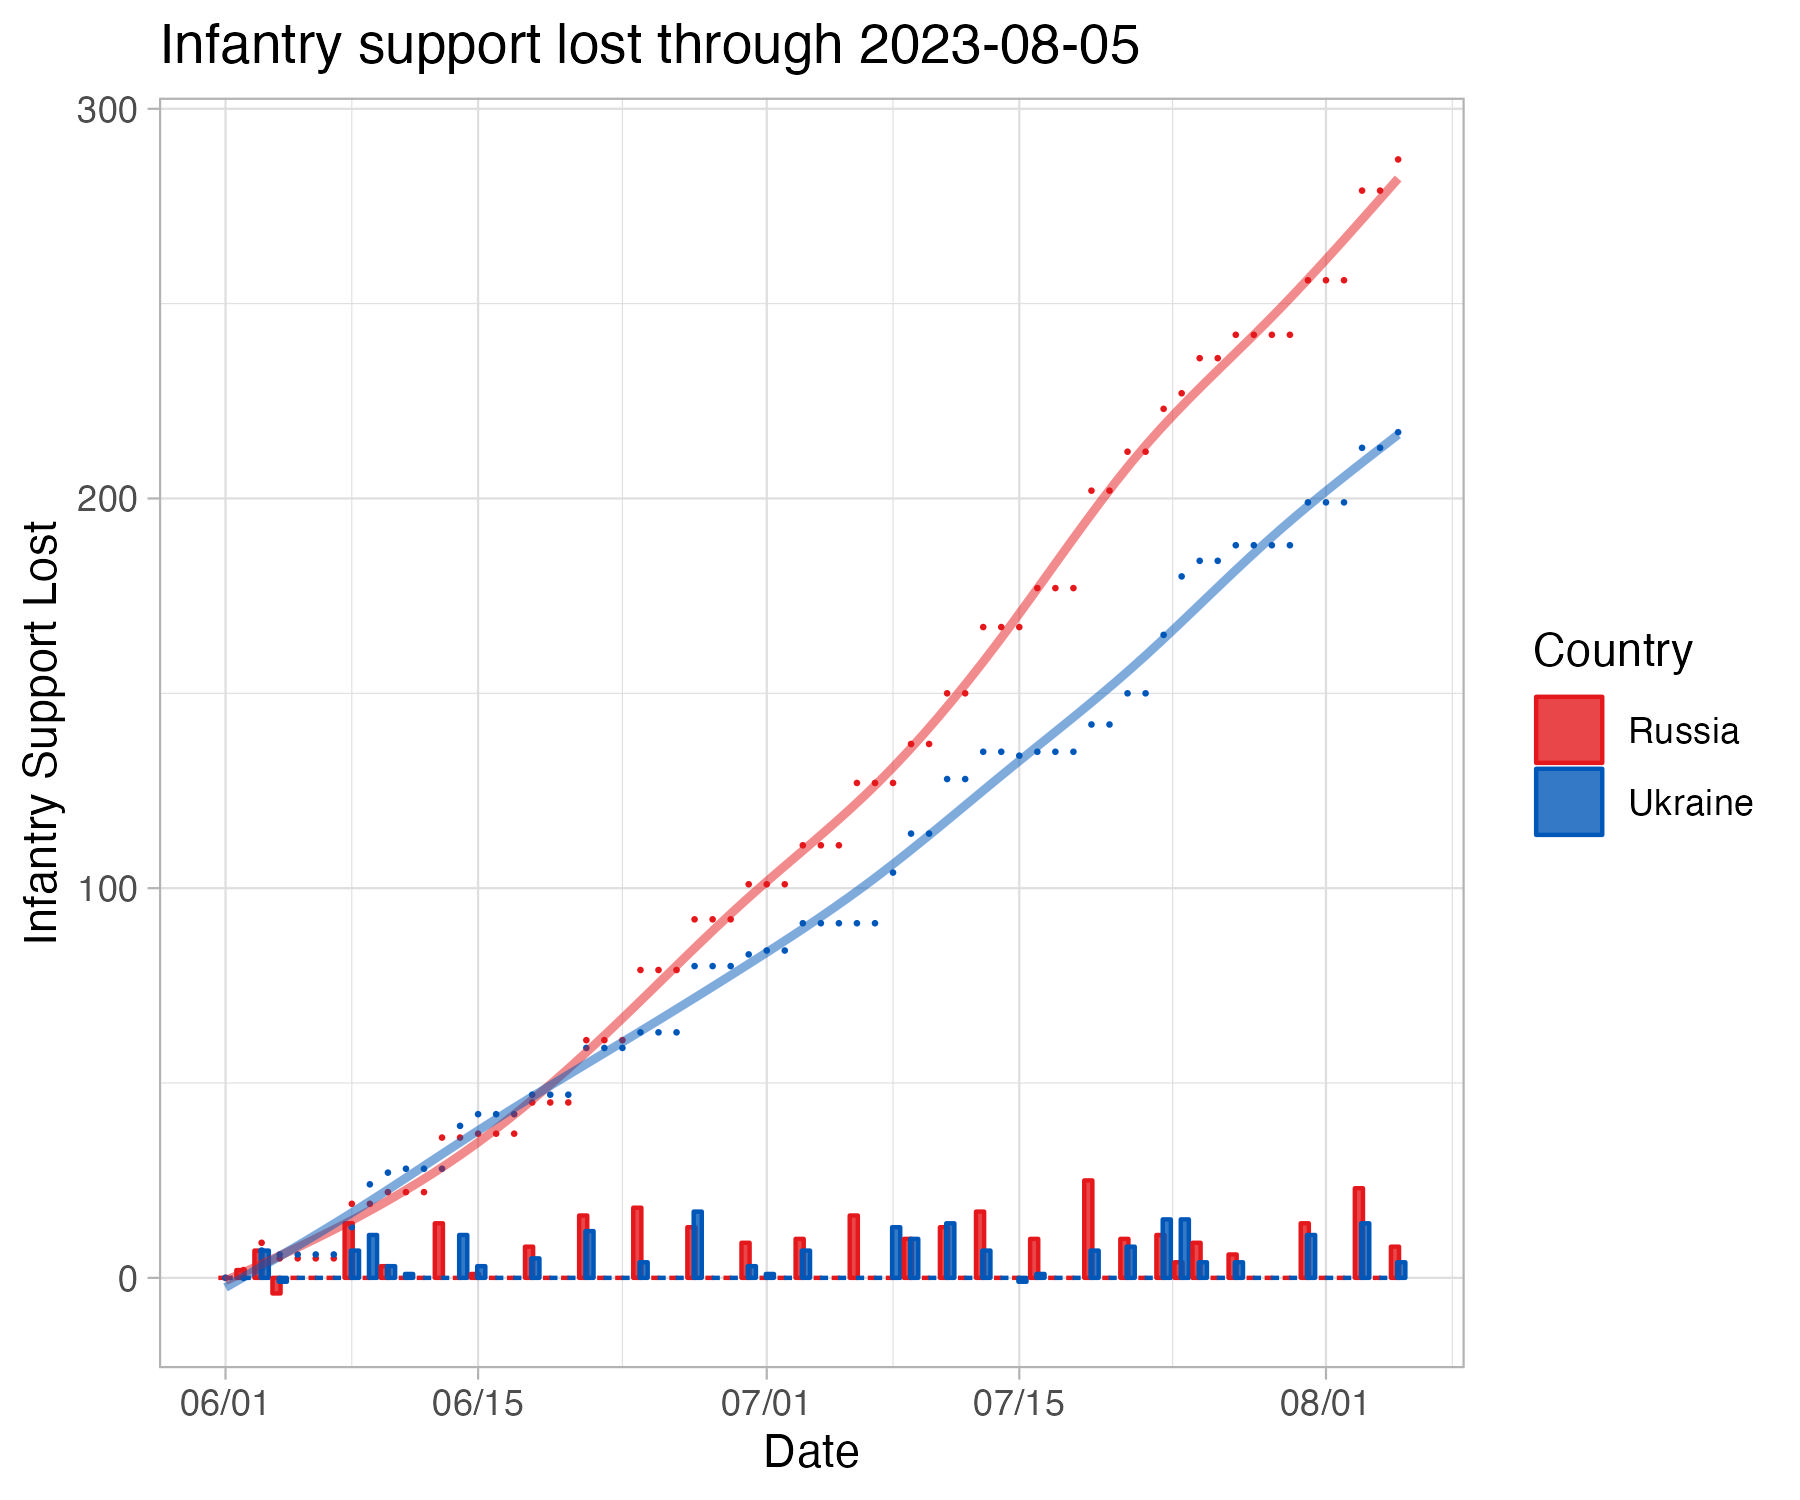 Infantry support lost through 2023-08-05
300
200
100
0
Infantry Support Lost
06/01
06/15
07/01
07/15
08/01
Date
Country
Russia
Ukraine